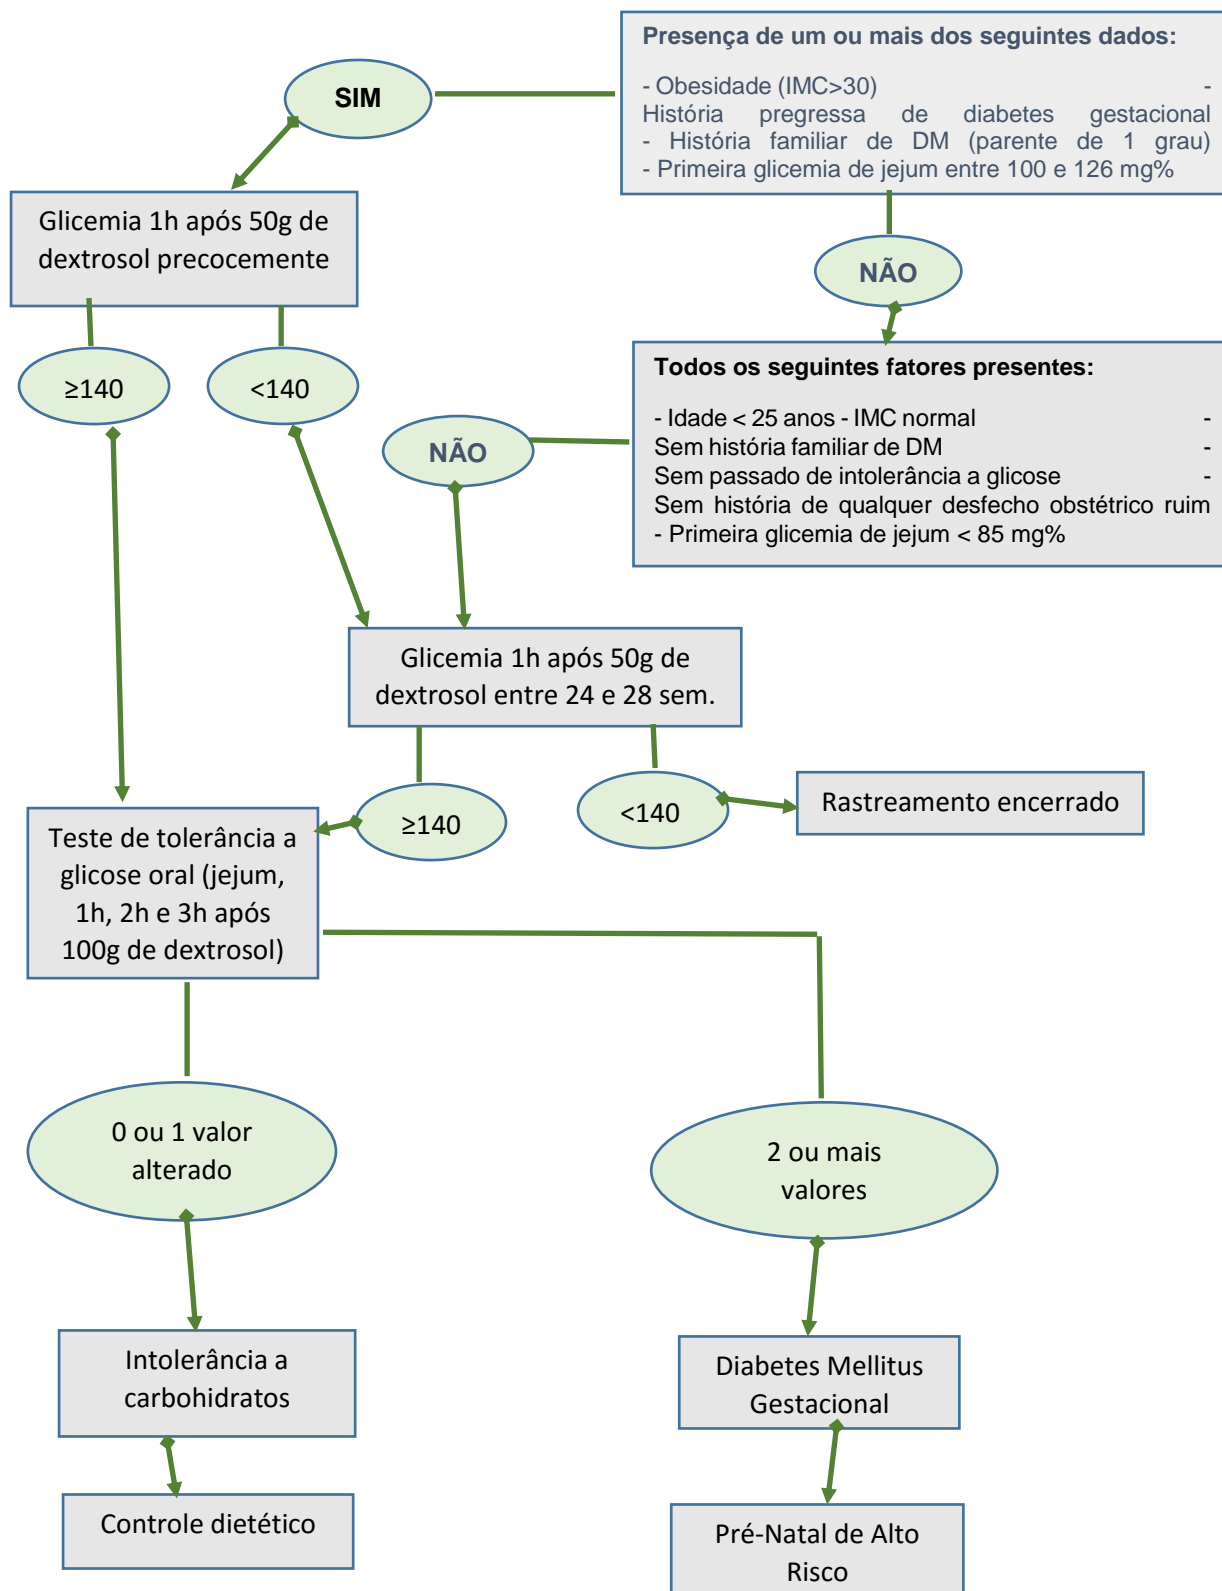 Presença de um ou mais dos seguintes dados:
- Obesidade (IMC>30) -
História pregressa de diabetes gestacional
- História familiar de DM (parente de 1 grau)
- Primeira glicemia de jejum entre 100 e 126 mg%
SIM
NÃO
Glicemia 1h após 50g de
dextrosol precocemente
≥140
<140
Todos os seguintes fatores presentes:
- Idade < 25 anos - IMC normal -
Sem história familiar de DM -
Sem passado de intolerância a glicose -
Sem história de qualquer desfecho obstétrico ruim
- Primeira glicemia de jejum < 85 mg%
NÃO
Glicemia 1h após 50g de
dextrosol entre 24 e 28 sem.
≥140
<140
Rastreamento encerrado
Teste de tolerância a
glicose oral (jejum,
1h, 2h e 3h após
100g de dextrosol)
0 ou 1 valor
alterado
2 ou mais
valores
Intolerância a
carbohidratos
Diabetes Mellitus
Gestacional
Controle dietético
Pré-Natal de Alto
Risco